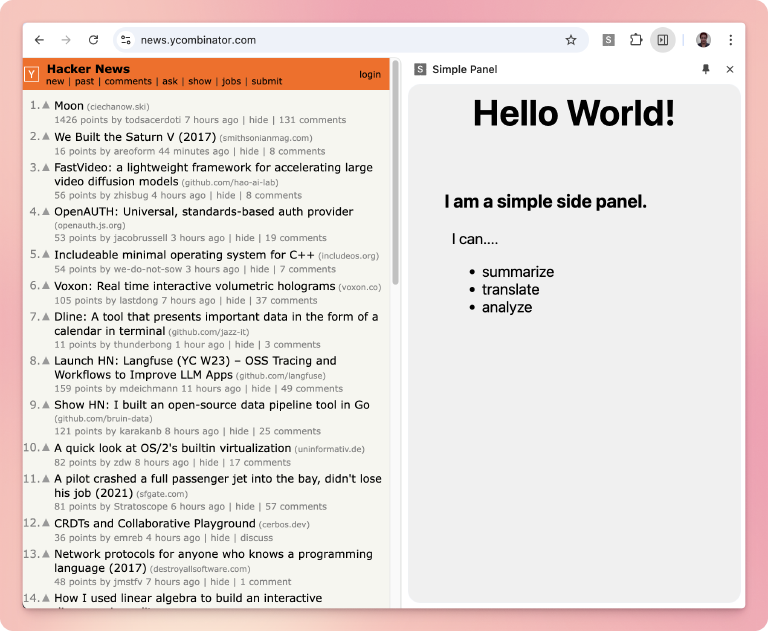 news.ycombinator.com
S
Y
Hacker News
new | past | comments | ask | show | jobs | submit
login
1. Moon (ciechanow.ski)
1426 points by todsacerdoti 7 hours ago | hide | 131 comments
2. We Built the Saturn V (2017) (smithsonianmag.com)
16 points by areoform 44 minutes ago | hide | 8 comments
3. FastVideo: a lightweight framework for accelerating large
video diffusion models (github.com/hao-ai-lab)
56 points by zhisbug 4 hours ago | hide | 8 comments
4. OpenAUTH: Universal, standards-based auth provider
(openauth.js.org)
53 points by jacobrussell 3 hours ago | hide | 19 comments
5. Includeable minimal operating system for C++ (includeos.org)
54 points by we-do-not-sow 3 hours ago | hide | 7 comments
6. Voxon: Real time interactive volumetric holograms (voxon.co)
105 points by lastdong 7 hours ago | hide | 37 comments
7. Dline: A tool that presents important data in the form of a
calendar in terminal (github.com/jazz-it)
11 points by thunderbong 1 hour ago | hide | 3 comments
8. Launch HN: Langfuse (YC W23) – OSS Tracing and
Workflows to Improve LLM Apps (github.com/langfuse)
159 points by mdeichmann 11 hours ago | hide | 49 comments
9. Show HN: I built an open-source data pipeline tool in Go
(github.com/bruin-data)
121 points by karakanb 8 hours ago | hide | 25 comments
10. A quick look at OS/2's builtin virtualization (uninformativ.de)
82 points by zdw 8 hours ago | hide | 17 comments
11. A pilot crashed a full passenger jet into the bay, didn't lose
his job (2021) (sfgate.com)
81 points by Stratoscope 6 hours ago | hide | 57 comments
12. CRDTs and Collaborative Playground (cerbos.dev)
36 points by emreb 4 hours ago | hide | discuss
13. Network protocols for anyone who knows a programming
language (2017) (destroyallsoftware.com)
48 points by jmstfv 7 hours ago | hide | 1 comment
14. How I used linear algebra to build an interactive
S Simple Panel
Hello World!
I am a simple side panel.
I can....
• summarize
• translate
• analyze